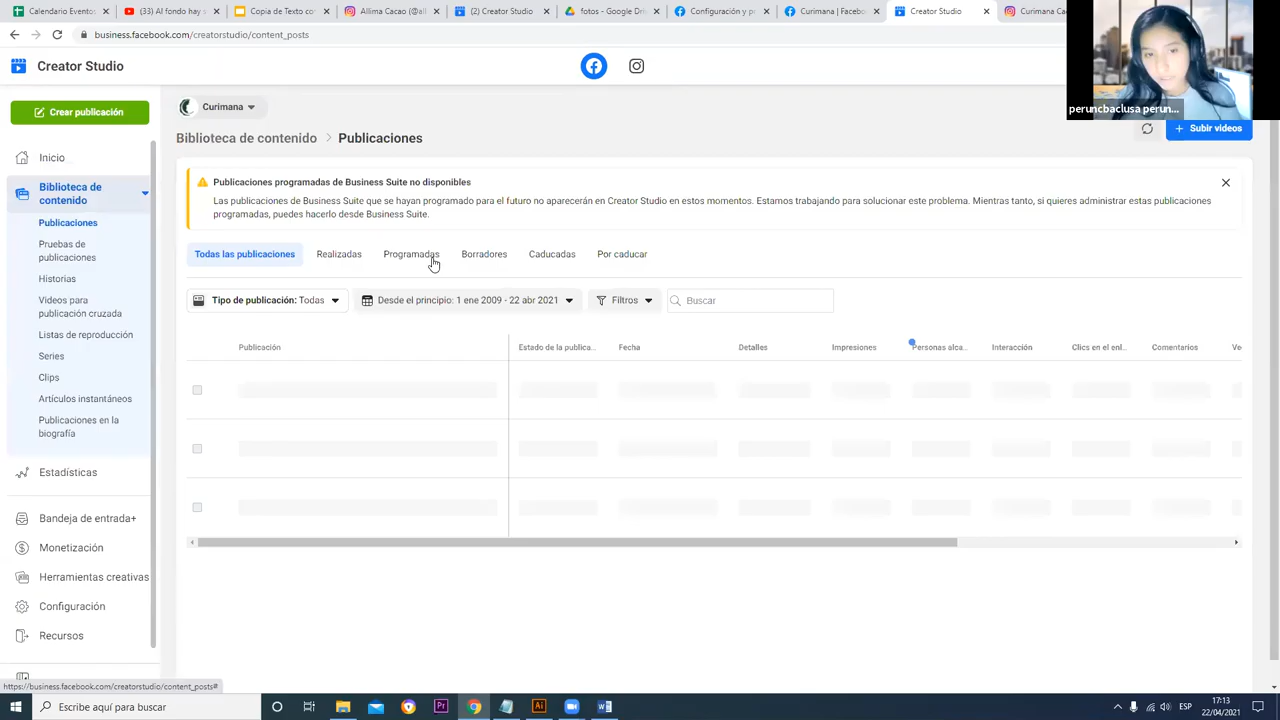 Calendario Eventos
(33) Al fondo hay s
Copia de Texto co
Allima Cacao (@all
(2) Creator Studio
fotos - Google Dri
Configuración y p
Curimana | Facebo
Creator Studio
Curimana Ca
business.facebook.com/creatorstudio/content_posts
Creator Studio
peruncbaclusa perun...
Crear publicación
Curimana
Subir videos
Biblioteca de contenido > Publicaciones
Inicio
Biblioteca de
contenido
Publicaciones
Pruebas de
publicaciones
Historias
Videos para
publicación cruzada
Listas de reproducción
Series
Clips
Artículos instantáneos
Publicaciones en la
biografía
Estadísticas
Bandeja de entrada+
Monetización
Herramientas creativas
Configuración
Recursos
Publicaciones programadas de Business Suite no disponibles
Las publicaciones de Business Suite que se hayan programado para el futuro no aparecerán en Creator Studio en estos momentos. Estamos trabajando para solucionar este problema. Mientras tanto, si quieres administrar estas publicaciones
programadas, puedes hacerlo desde Business Suite.
Todas las publicaciones Realizadas Programadas Borradores Caducadas Por caducar
Tipo de publicación: Todas Desde el principio: 1 ene 2009 - 22 abr 2021 Filtros Buscar
Publicación Estado de la publica... Fecha Detalles Impresiones Personas alca... Interacción Clics en el enl... Comentarios Ve
https://business.facebook.com/creatorstudio/content_posts#
Escribe aquí para buscar
ESP
17:13
22/04/2021